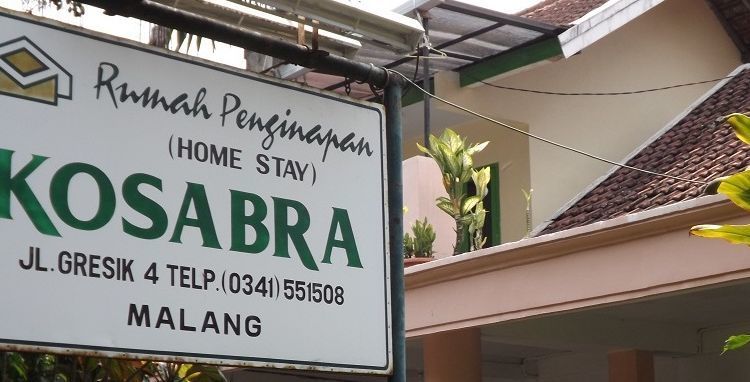 Rumah Penginapan
(HOME STAY)
KOSABRA
JL. GRESIK 4 TELP. (0341) 551508
MALANG